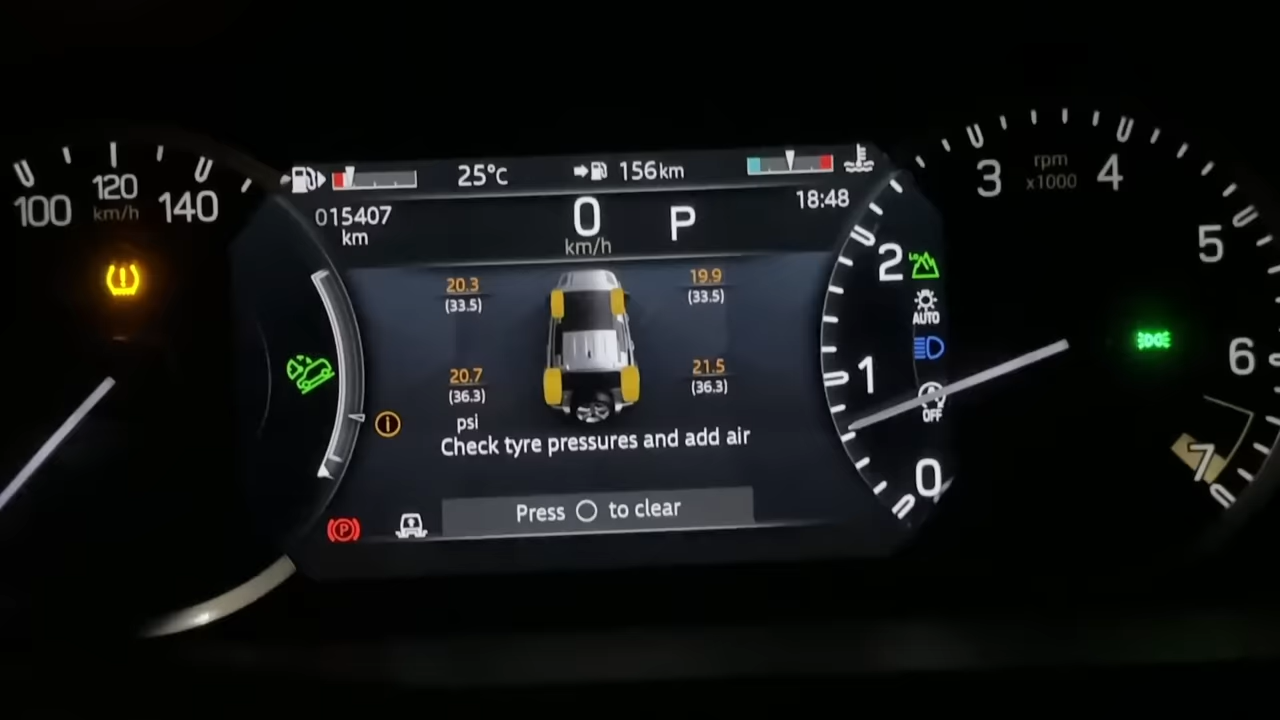 100
120
km/h
140
25°C
156km
015407
km
0
km/h
P
18:48
20.3
(33.5)
19.9
(33.5)
20.7
(36.3)
21.5
(36.3)
psi
Check tyre pressures and add air
Press ○ to clear
P
Lo
AUTO
OFF
0
1
2
3
rpm
x1000
4
5
6
7